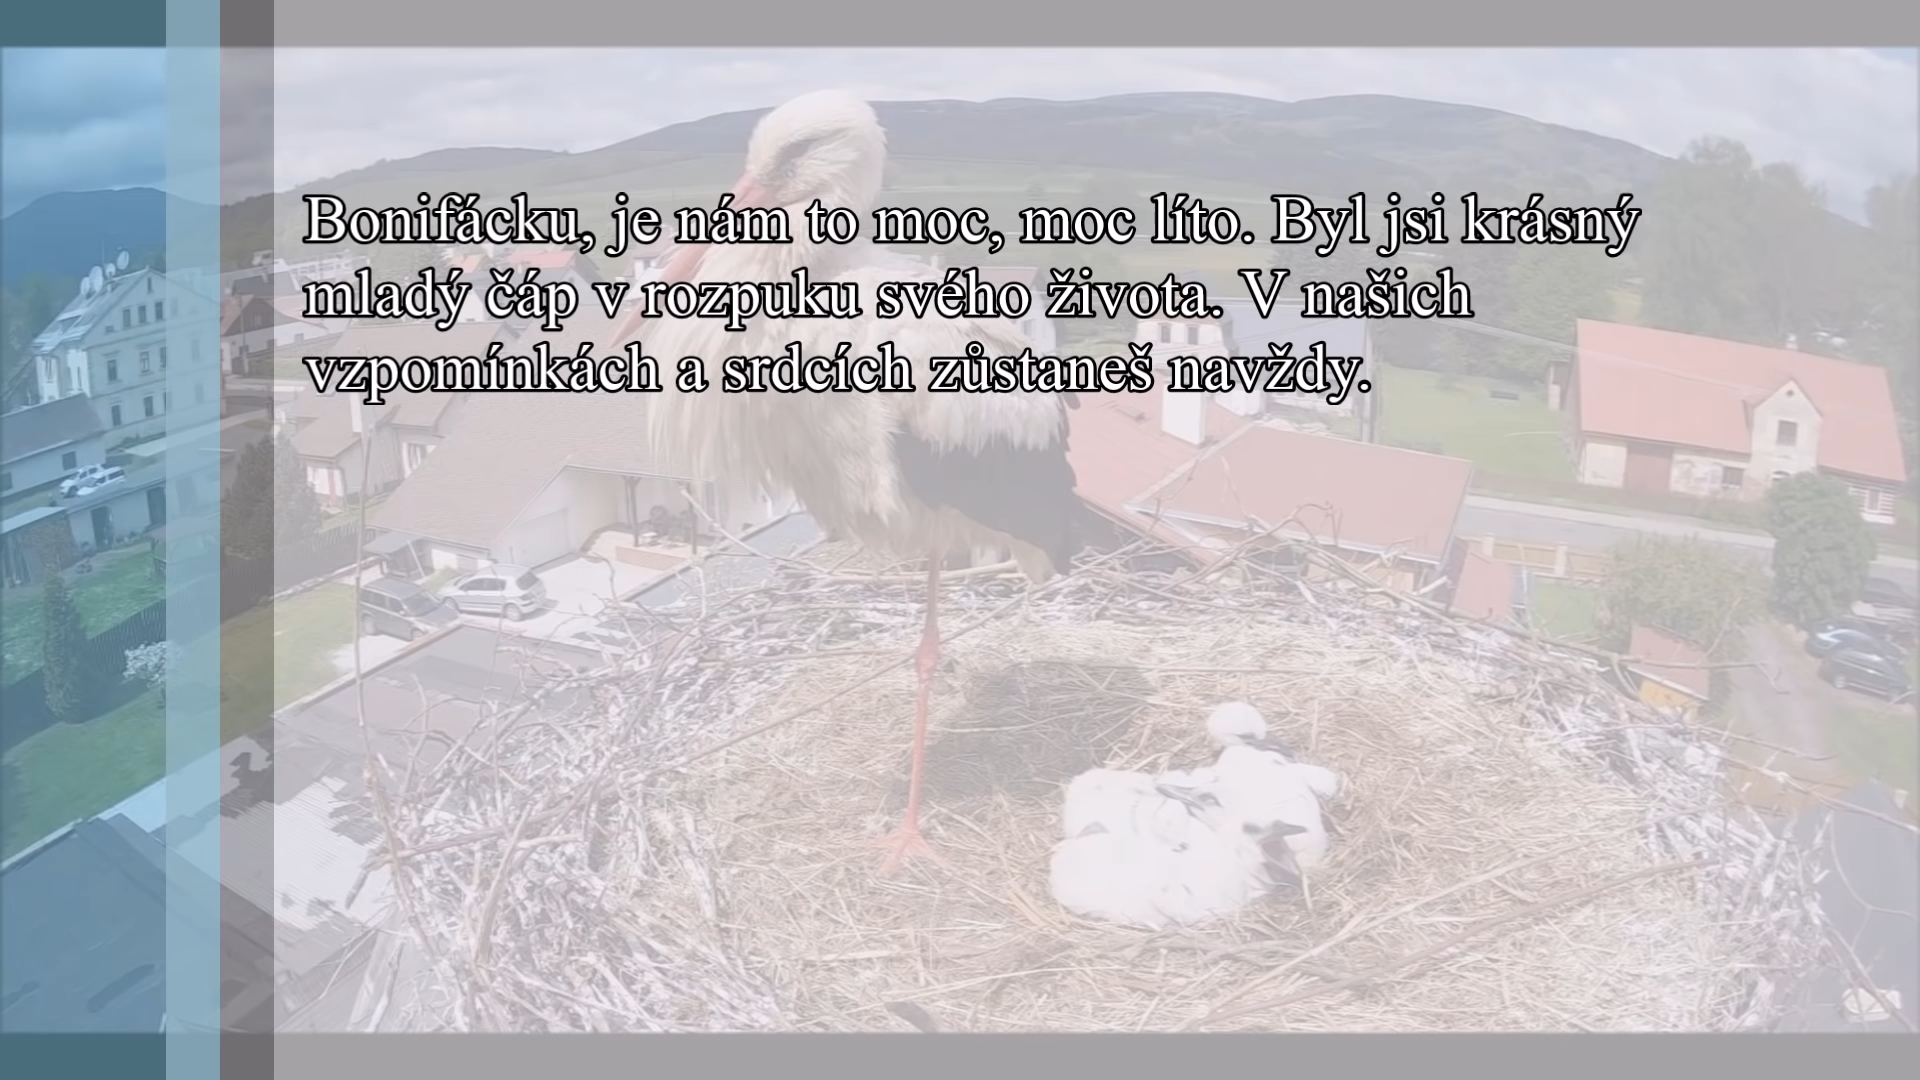 Bonifácku, je nám to moc, moc líto. Byl jsi krásný
mladý čáp v rozpuku svého života. V našich
vzpomínkách a srdcích zůstaneš navždy.